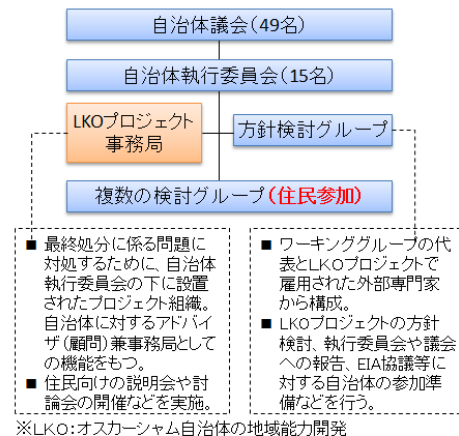 自治体議会(49名)
自治体執行委員会(15名)
LKOプロジェクト
事務局
方針検討グループ
複数の検討グループ(住民参加)
■ 最終処分に係る問題に
対処するために、自治体
執行委員会の下に設置
されたプロジェクト組織。
自治体に対するアドバイ
ザ(顧問)兼事務局として
の機能をもつ。
■ 住民向けの説明会や討
論会の開催などを実施。
■ ワーキンググループの代
表とLKOプロジェクトで
雇用された外部専門家
から構成。
■ LKOプロジェクトの方針
検討、執行委員会や議会
への報告、EIA協議等に
対する自治体の参加準
備などを行う。
※LKO:オスカーシャム自治体の地域能力開発